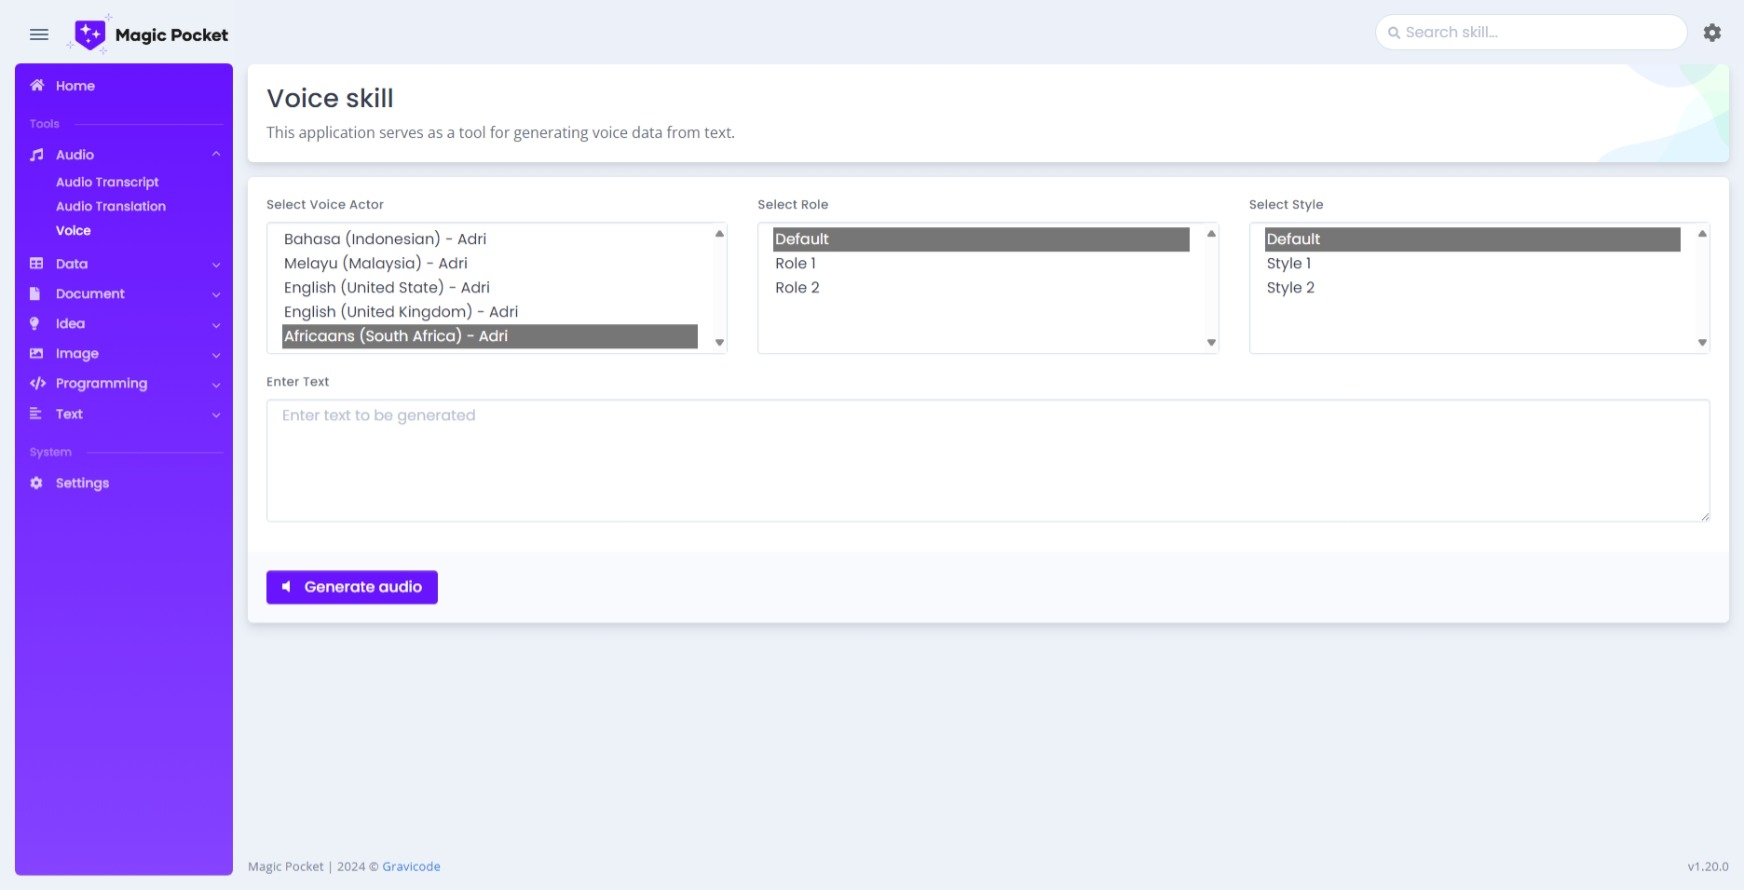 Magic Pocket
Search skill...
Home
Tools
Audio
Audio Transcript
Audio Translation
Voice
Data
Document
Idea
Image
Programming
Text
System
Settings
Voice skill
This application serves as a tool for generating voice data from text.
Select Voice Actor
Bahasa (Indonesian) - Adri
Melayu (Malaysia) - Adri
English (United State) - Adri
English (United Kingdom) - Adri
Africaans (South Africa) - Adri
Select Role
Default
Role 1
Role 2
Select Style
Default
Style 1
Style 2
Enter Text
Enter text to be generated
Generate audio
Magic Pocket | 2024 © Gravicode
v1.20.0